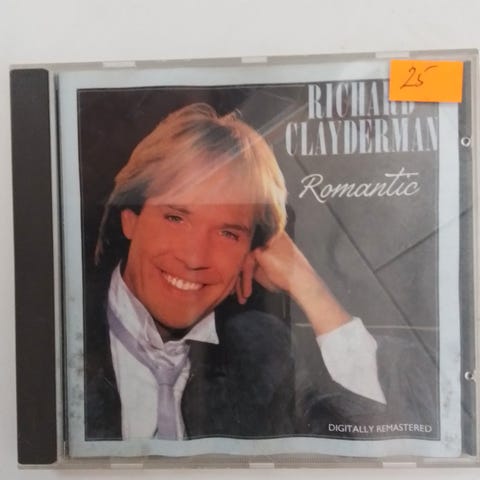 25
RICHARD
CLAYDERMAN
Romantic
DIGITALLY REMASTERED